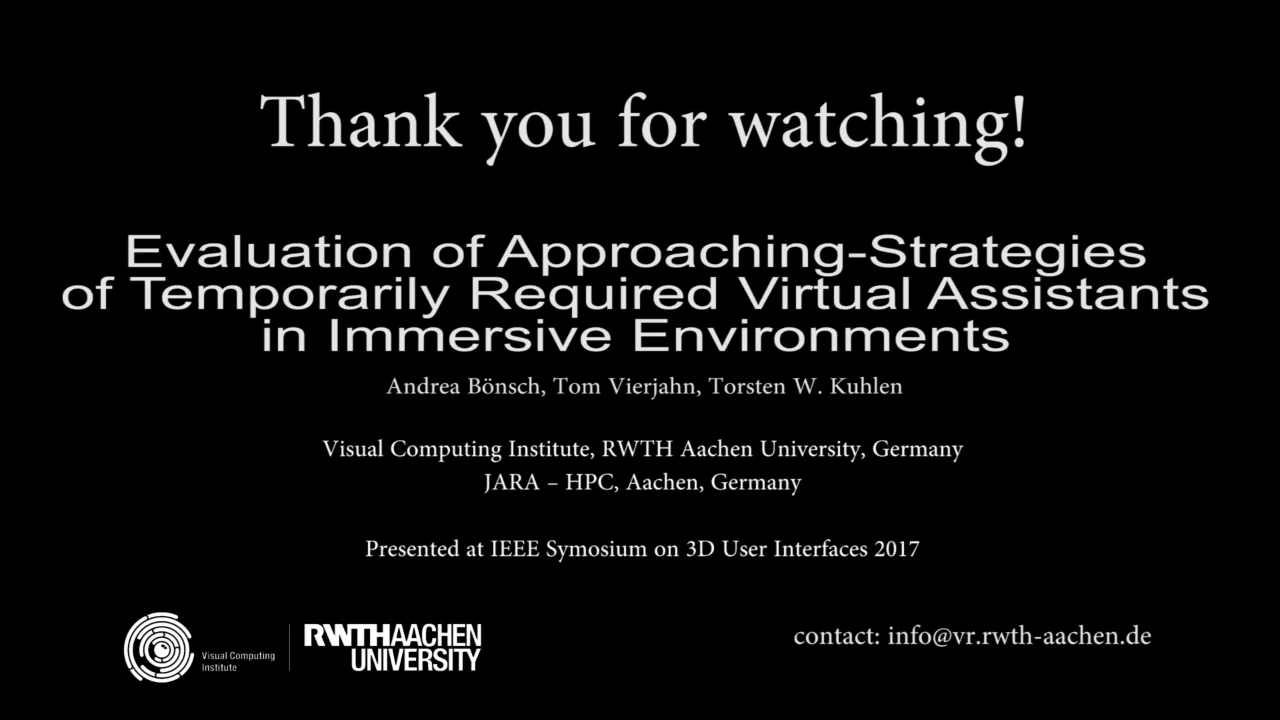 Thank you for watching!
Evaluation of Approaching-Strategies
of Temporarily Required Virtual Assistants
in Immersive Environments
Andrea Bönsch, Tom Vierjahn, Torsten W. Kuhlen
Visual Computing Institute, RWTH Aachen University, Germany
JARA – HPC, Aachen, Germany
Presented at IEEE Symposium on 3D User Interfaces 2017
Visual Computing
Institute
RWTHAACHEN
UNIVERSITY
contact: info@vr.rwth-aachen.de